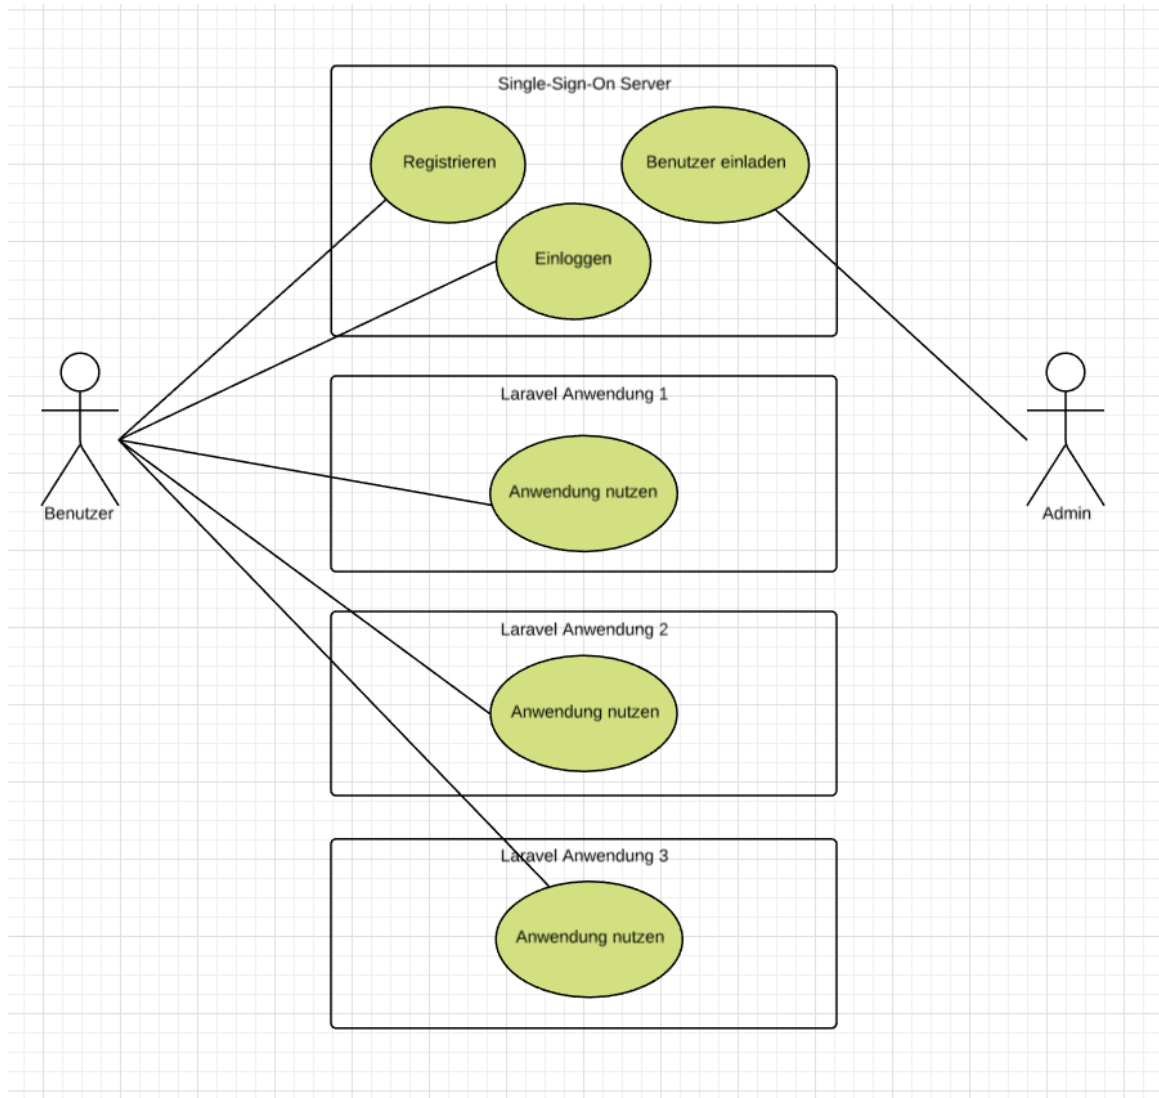 Single-Sign-On Server
Registrieren
Benutzer einladen
Einloggen
Laravel Anwendung 1
Anwendung nutzen
Benutzer
Admin
Laravel Anwendung 2
Anwendung nutzen
Laravel Anwendung 3
Anwendung nutzen